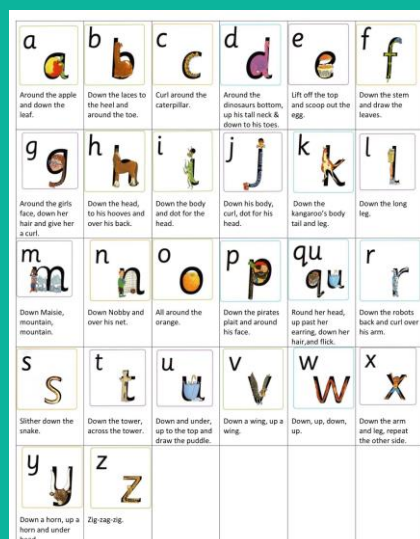 a b c d e f
Around the apple
and down the
leaf.
Down the laces to
the heel and
around the toe.
Curl around the
caterpillar.
Around the
dinosaurs bottom,
up his tall neck &
down to his toes.
Lift off the top
and scoop out the
egg.
Down the stem
and draw the
leaves.
g h i j k l
Around the girls
face, down her
hair and give her
a curl.
Down the head,
to his hooves and
over his back.
Down the body
and dot for the
head.
Down his body,
curl, dot for his
head.
Down the
kangaroo's body
tail and leg.
Down the long
leg.
m n o p qu r
Down Maisie,
mountain,
mountain.
Down Nobby and
over his net.
All around the
orange.
Down the pirates
plait and around
his face.
Round her head,
up past her
earring, down her
hair,and flick.
Down the robots
back and curl over
his arm.
s t u v w x
Slither down the
snake.
Down the tower,
across the tower.
Down and under,
up to the top and
draw the puddle.
Down a wing, up a
wing.
Down, up, down,
up.
Down the arm
and leg, repeat
the other side.
y z
Down a horn, up a
horn and under
head.
Zig-zag-zig.